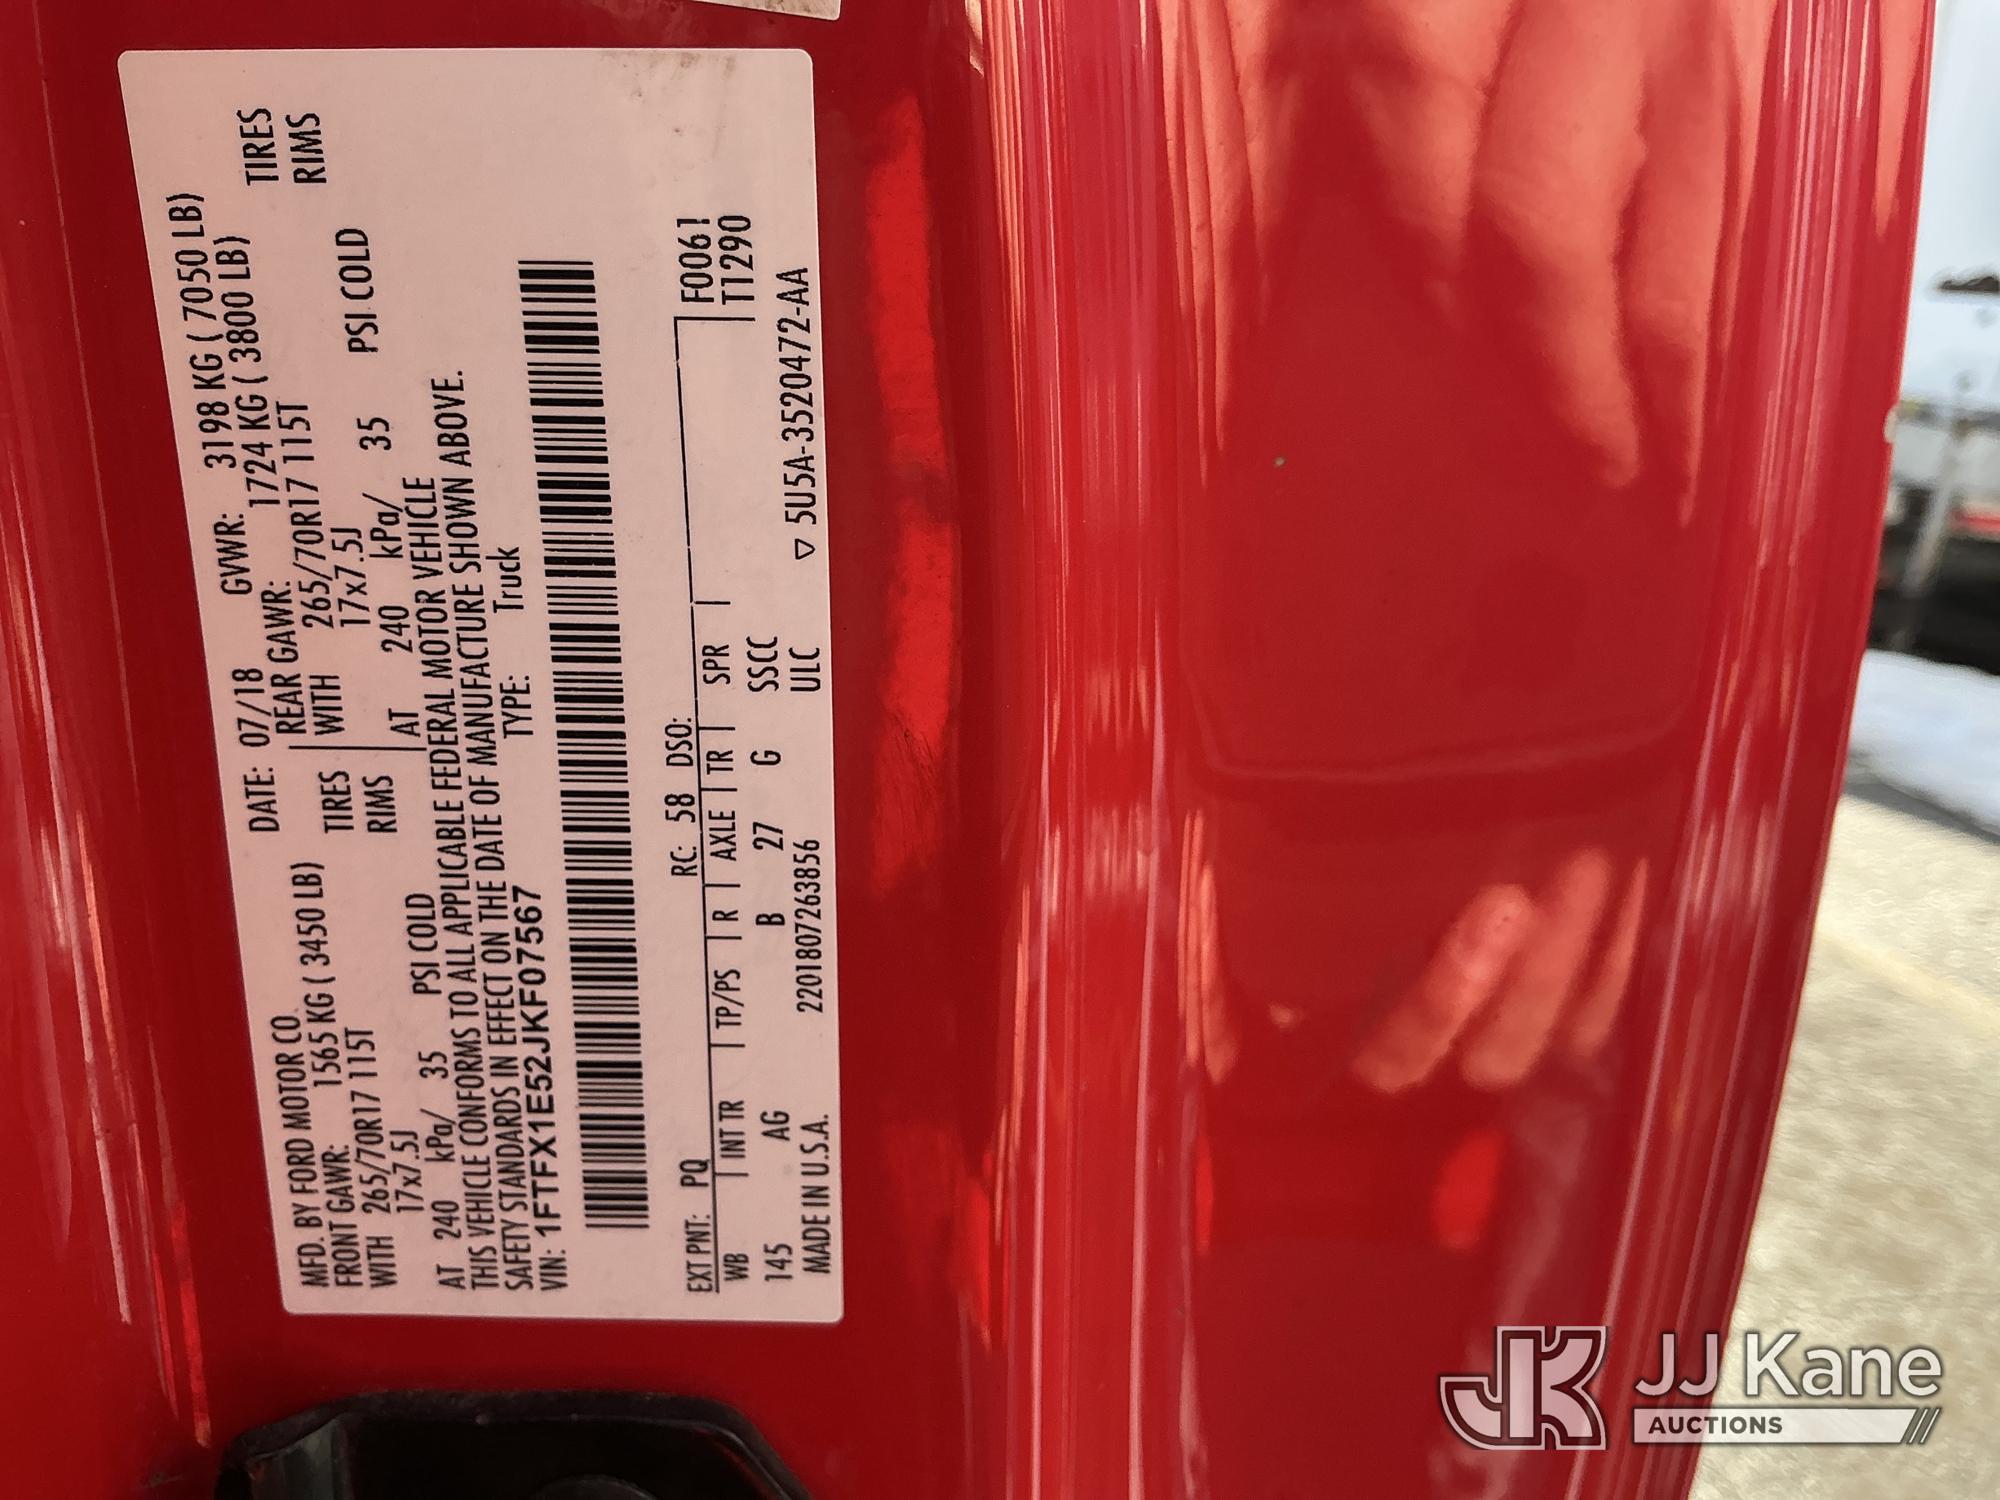 MFD. BY FORD MOTOR CO. DATE: 07/18 GVWR: 3198 KG ( 7050 LB)
FRONT GAWR: 1565 KG ( 3450 LB) REAR GAWR: 1724 KG ( 3800 LB)
WITH 265/70R17 115T TIRES WITH 265/70R17 115T TIRES
17x7.5J RIMS 17x7.5J RIMS
AT 240 kPa/ 35 PSI COLD AT 240 kPa/ 35 PSI COLD
THIS VEHICLE CONFORMS TO ALL APPLICABLE FEDERAL MOTOR VEHICLE
SAFETY STANDARDS IN EFFECT ON THE DATE OF MANUFACTURE SHOWN ABOVE.
VIN: 1FTFX1E52JKF07567 TYPE: Truck
EXT PNT: PQ RC: 58 DSO: F0061
WB INT TR TP/PS R AXLE TR SPR T1290
145 AG B 27 G SSCC
MADE IN U.S.A. 2201807263856 ULC ▽ 5U5A-3520472-AA
JK JJ Kane
AUCTIONS